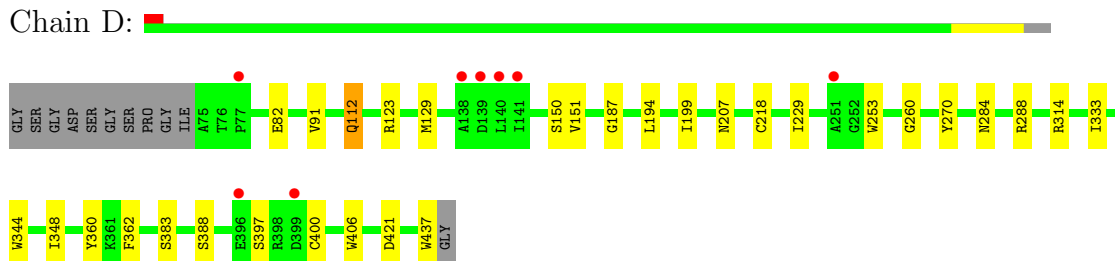 Chain D:
GLY SER GLY ASP SER GLY SER PRO GLY ILE A75 T76 P77 E82 V91 Q112 R123 M129 A138 D139 L140 I141 S150 V151 G187 L194 I199 N207 C218 I229 A251 G252 W253 G260 Y270 N284 R288 R314 I333
W344 I348 Y360 K361 F362 S383 S388 E396 S397 R398 D399 C400 W406 D421 W437 GLY